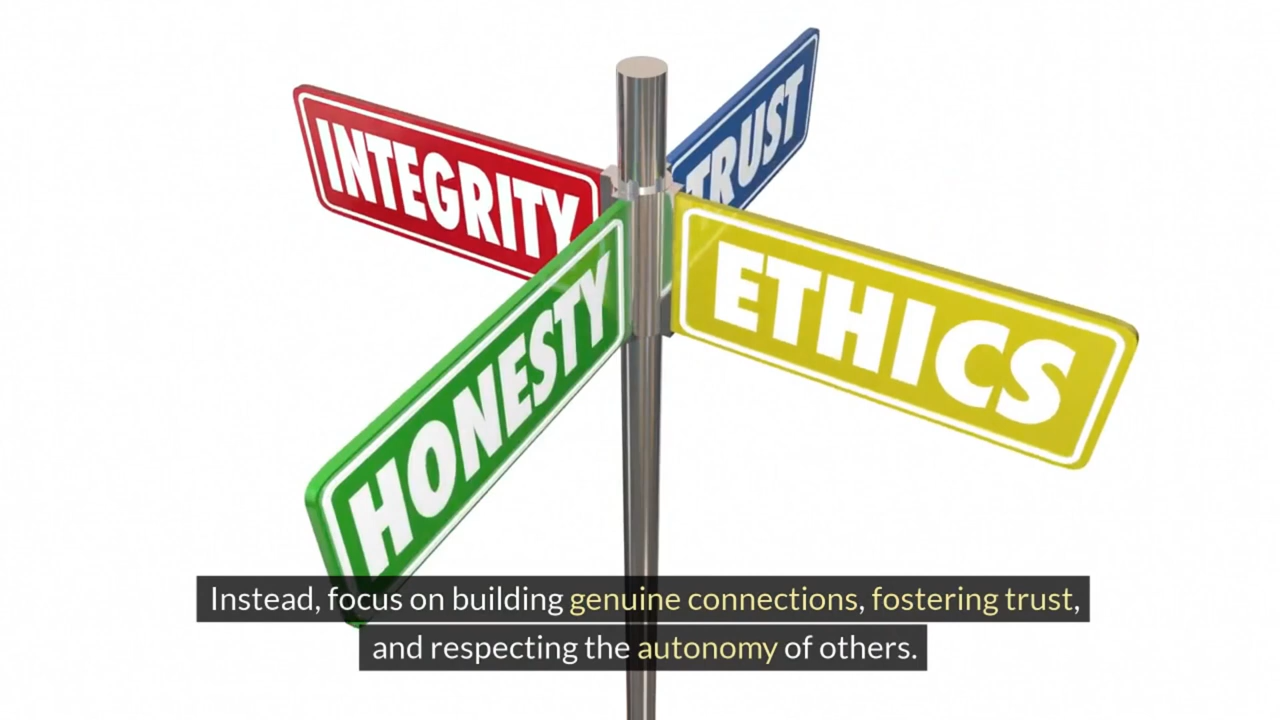 INTEGRITY
TRUST
HONESTY
ETHICS
Instead, focus on building genuine connections, fostering trust,
and respecting the autonomy of others.